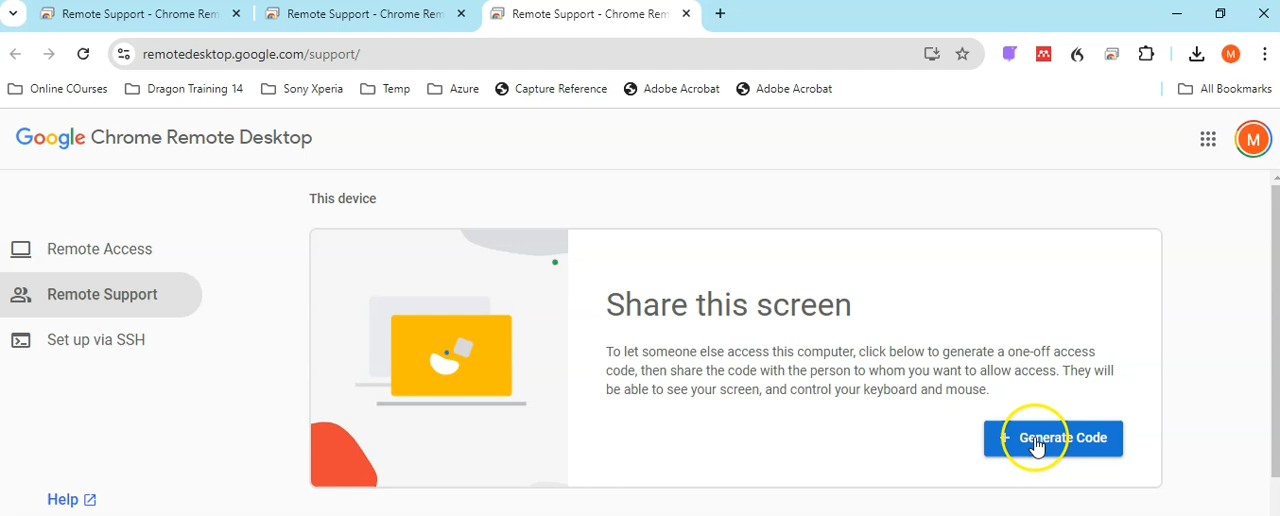 Remote Support - Chrome Rem
Remote Support - Chrome Rem
Remote Support - Chrome Rem
remotedesktop.google.com/support/
M
Online COurses
Dragon Training 14
Sony Xperia
Temp
Azure
Capture Reference
Adobe Acrobat
Adobe Acrobat
All Bookmarks
Google Chrome Remote Desktop
M
This device
Remote Access
Remote Support
Set up via SSH
Share this screen
To let someone else access this computer, click below to generate a one-off access
code, then share the code with the person to whom you want to allow access. They will
be able to see your screen, and control your keyboard and mouse.
+ Generate Code
Help